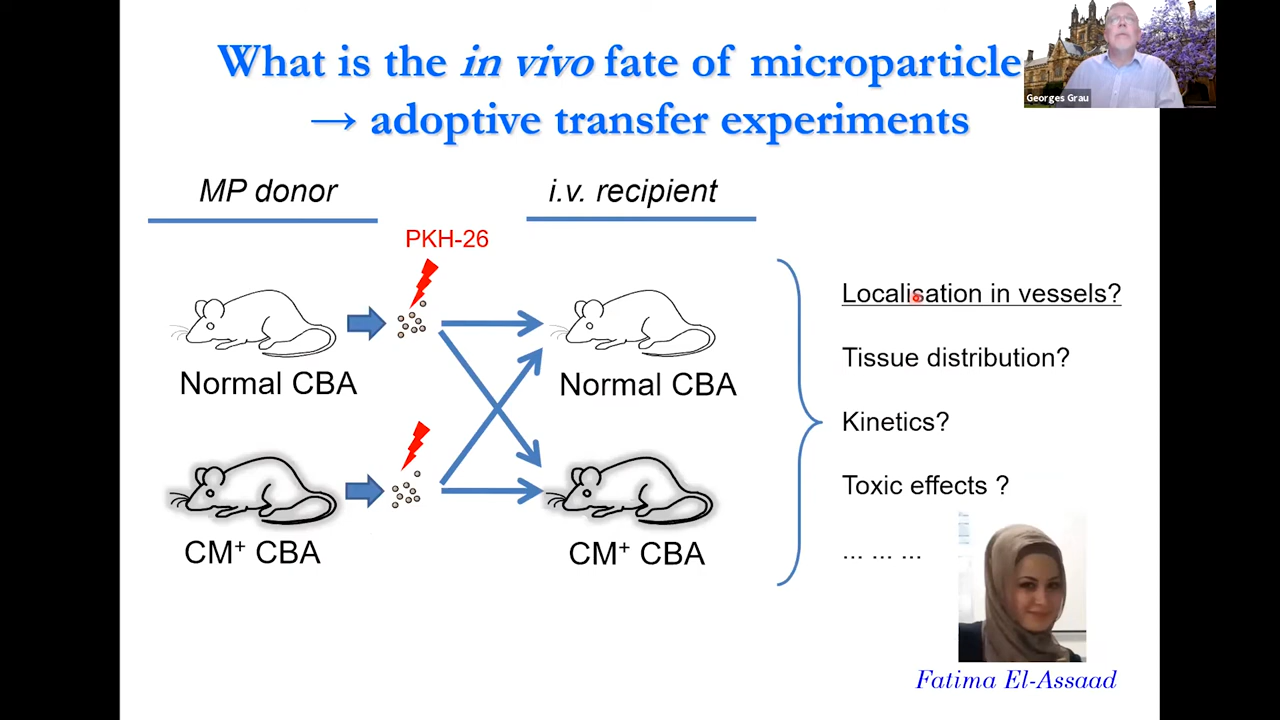 What is the in vivo fate of microparticle
→ adoptive transfer experiments
Georges Grau
MP donor
i.v. recipient
PKH-26
Normal CBA
Normal CBA
CM+ CBA
CM+ CBA
Localisation in vessels?
Tissue distribution?
Kinetics?
Toxic effects ?
... ... ...
Fatima El-Assaad